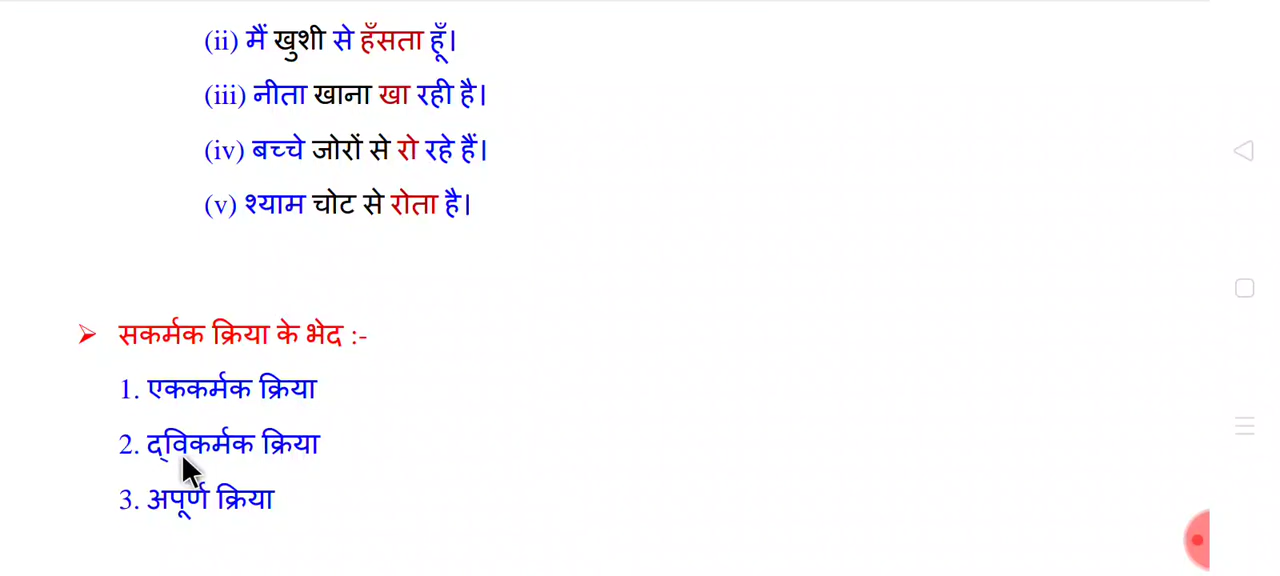 (ii) मैं खुशी से हँसता हूँ।
(iii) नीता खाना खा रही है।
(iv) बच्चे जोरों से रो रहे हैं।
(v) श्याम चोट से रोता है।
➢ सकर्मक क्रिया के भेद :-
1. एककर्मक क्रिया
2. द्विकर्मक क्रिया
3. अपूर्ण क्रिया